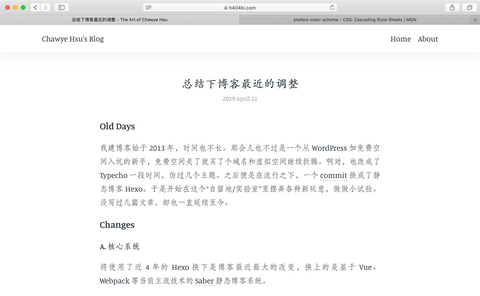 总结下博客最近的调整 - The Art of Chawye Hsu
prefers-color-scheme - CSS: Cascading Style Sheets | MDN
h404bi.com
Chawye Hsu's Blog
Home
About
总结下博客最近的调整
2019 April 21
Old Days
我建博客始于 2013 年，时间也不长。那会儿也不过是一个从 WordPress 加免费空
间入坑的新手，免费空间关了就买了个域名和虚拟空间继续折腾。啊对，也改成了
Typecho 一段时间，仿过几个主题。之后便是在流行之下，一个 commit 换成了静
态博客 Hexo。于是开始在这个“自留地/实验室”里摆弄各种新玩意，做做小试验。
没写过几篇文章，却也一直延续至今。
Changes
A. 核心系统
将使用了近 4 年的 Hexo 换下是博客最近最大的改变，换上的是基于 Vue、
Webpack 等当前主流技术的 Saber 静态博客系统。